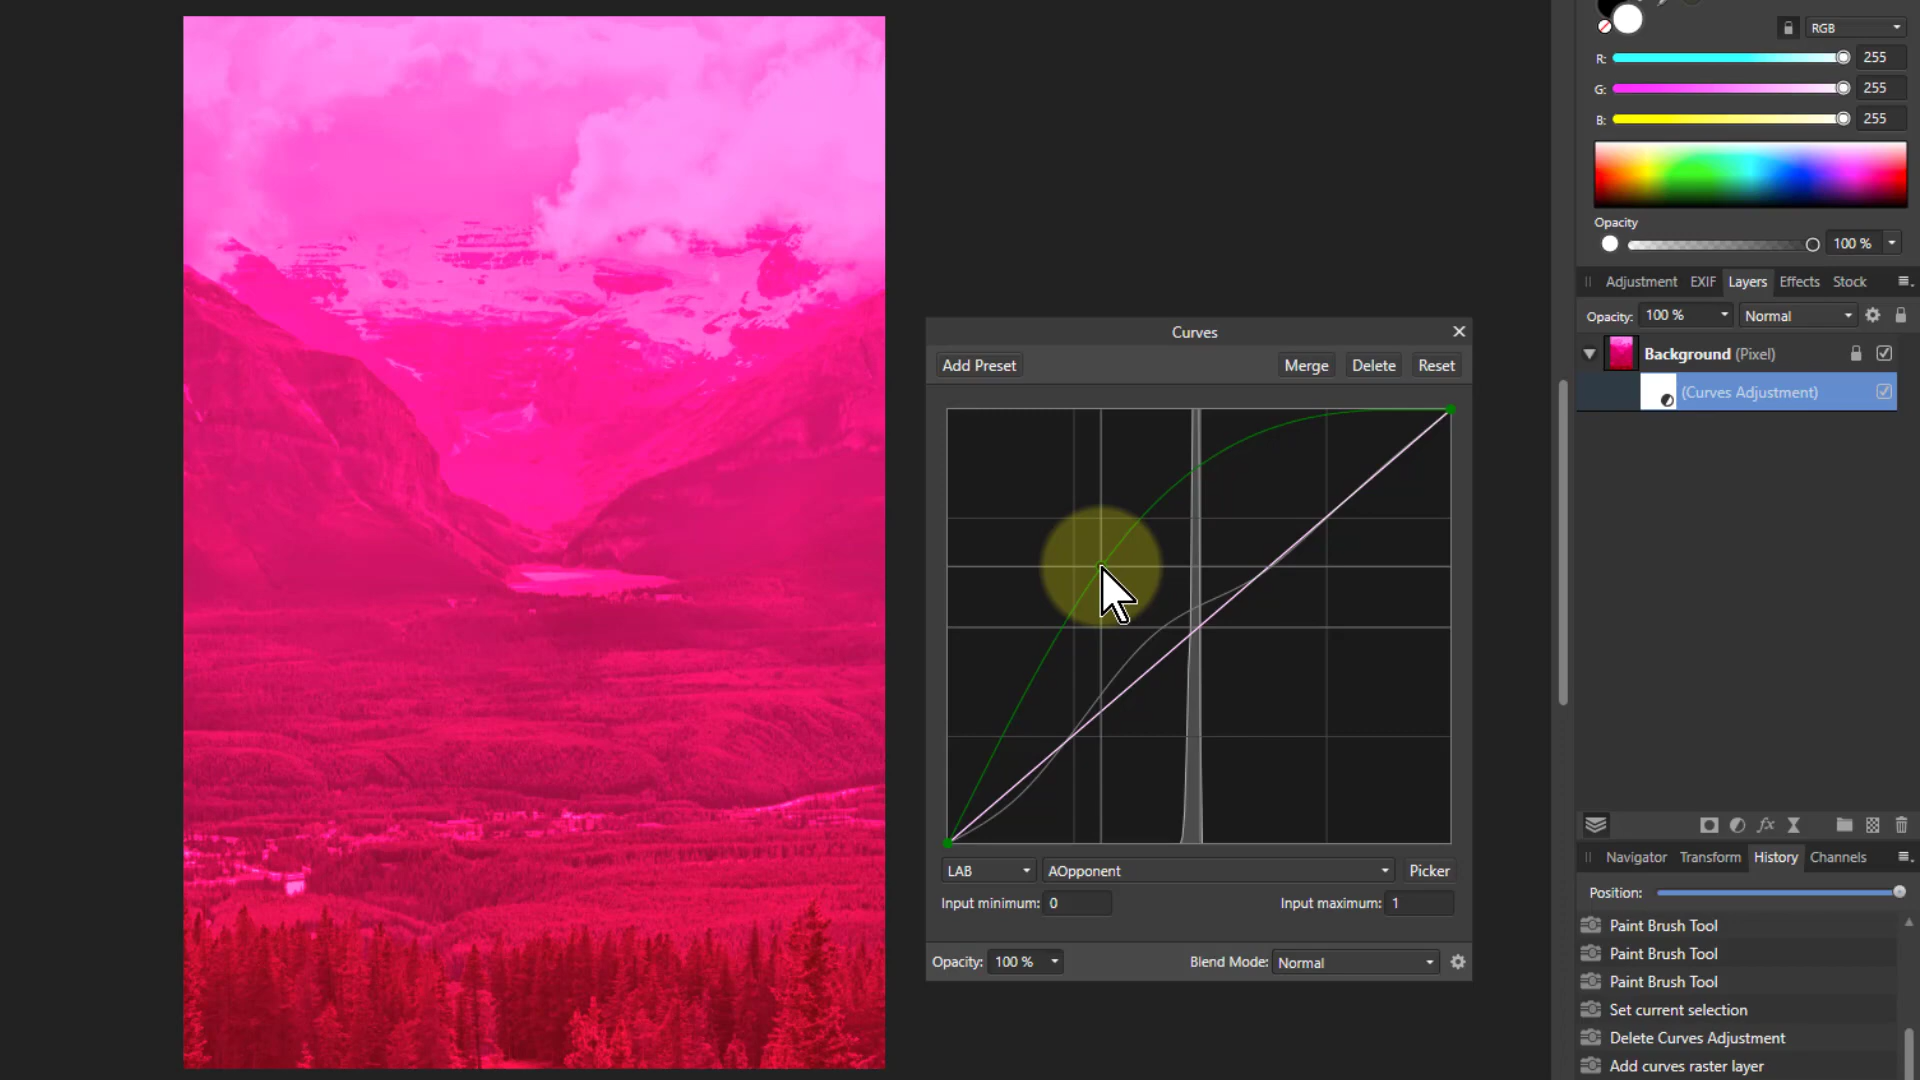 RGB
R: 255
G: 255
B: 255
Opacity
100 %
Adjustment EXIF Layers Effects Stock
Opacity: 100 % Normal
Background (Pixel)
(Curves Adjustment)
Curves
Add Preset Merge Delete Reset
LAB AOpponent Picker
Input minimum: 0 Input maximum: 1
Opacity: 100 % Blend Mode: Normal
fx
Navigator Transform History Channels
Position:
Paint Brush Tool
Paint Brush Tool
Paint Brush Tool
Set current selection
Delete Curves Adjustment
Add curves raster layer